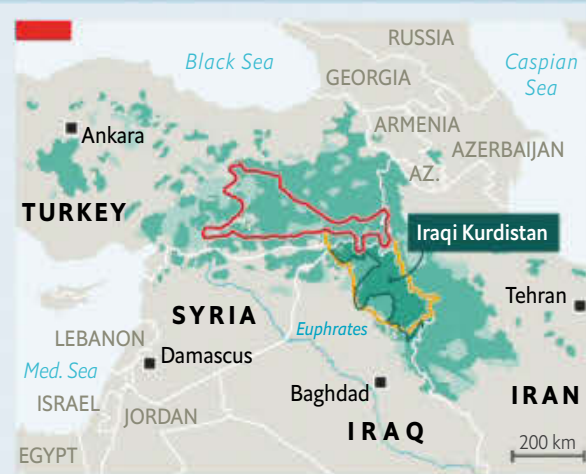 RUSSIA
Black Sea
Caspian
Sea
GEORGIA
Ankara
ARMENIA
AZERBAIJAN
AZ.
TURKEY
Iraqi Kurdistan
Tehran
SYRIA
Euphrates
LEBANON
Damascus
Med. Sea
Baghdad
IRAN
ISRAEL
JORDAN
IRAQ
200 km
EGYPT